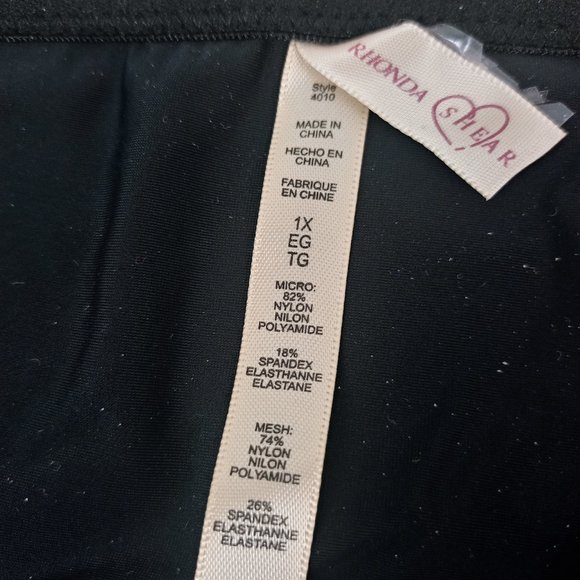 RHONDA SHEAR
Style
4010
MADE IN
CHINA
HECHO EN
CHINA
FABRIQUE
EN CHINE
1X
EG
TG
MICRO:
82%
NYLON
NILON
POLYAMIDE
18%
SPANDEX
ELASTHANNE
ELASTANE
MESH:
74%
NYLON
NILON
POLYAMIDE
26%
SPANDEX
ELASTHANNE
ELASTANE